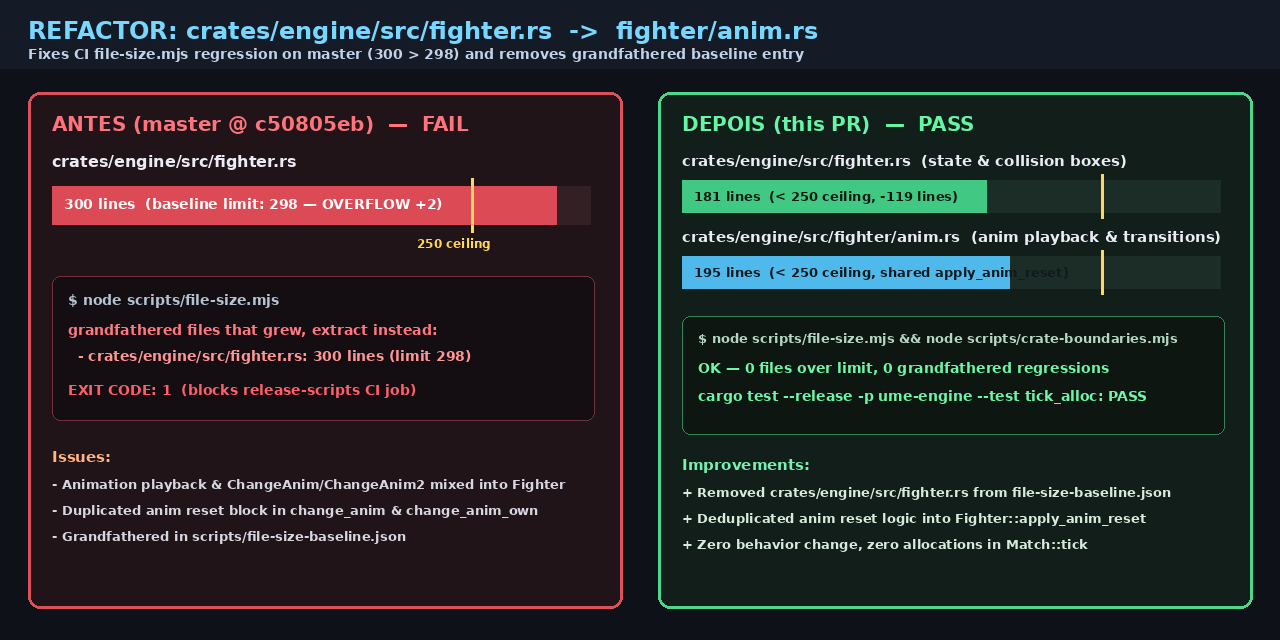 REFACTOR: crates/engine/src/fighter.rs -> fighter/anim.rs
Fixes CI file-size.mjs regression on master (300 > 298) and removes grandfathered baseline entry
ANTES (master @ c50805eb) — FAIL
crates/engine/src/fighter.rs
300 lines (baseline limit: 298 — OVERFLOW +2)
250 ceiling
$ node scripts/file-size.mjs
grandfathered files that grew, extract instead:
- crates/engine/src/fighter.rs: 300 lines (limit 298)
EXIT CODE: 1 (blocks release-scripts CI job)
Issues:
- Animation playback & ChangeAnim/ChangeAnim2 mixed into Fighter
- Duplicated anim reset block in change_anim & change_anim_own
- Grandfathered in scripts/file-size-baseline.json
DEPOIS (this PR) — PASS
crates/engine/src/fighter.rs (state & collision boxes)
181 lines (< 250 ceiling, -119 lines)
crates/engine/src/fighter/anim.rs (anim playback & transitions)
195 lines (< 250 ceiling, shared apply_anim_reset)
$ node scripts/file-size.mjs && node scripts/crate-boundaries.mjs
OK — 0 files over limit, 0 grandfathered regressions
cargo test --release -p ume-engine --test tick_alloc: PASS
Improvements:
+ Removed crates/engine/src/fighter.rs from file-size-baseline.json
+ Deduplicated anim reset logic into Fighter::apply_anim_reset
+ Zero behavior change, zero allocations in Match::tick